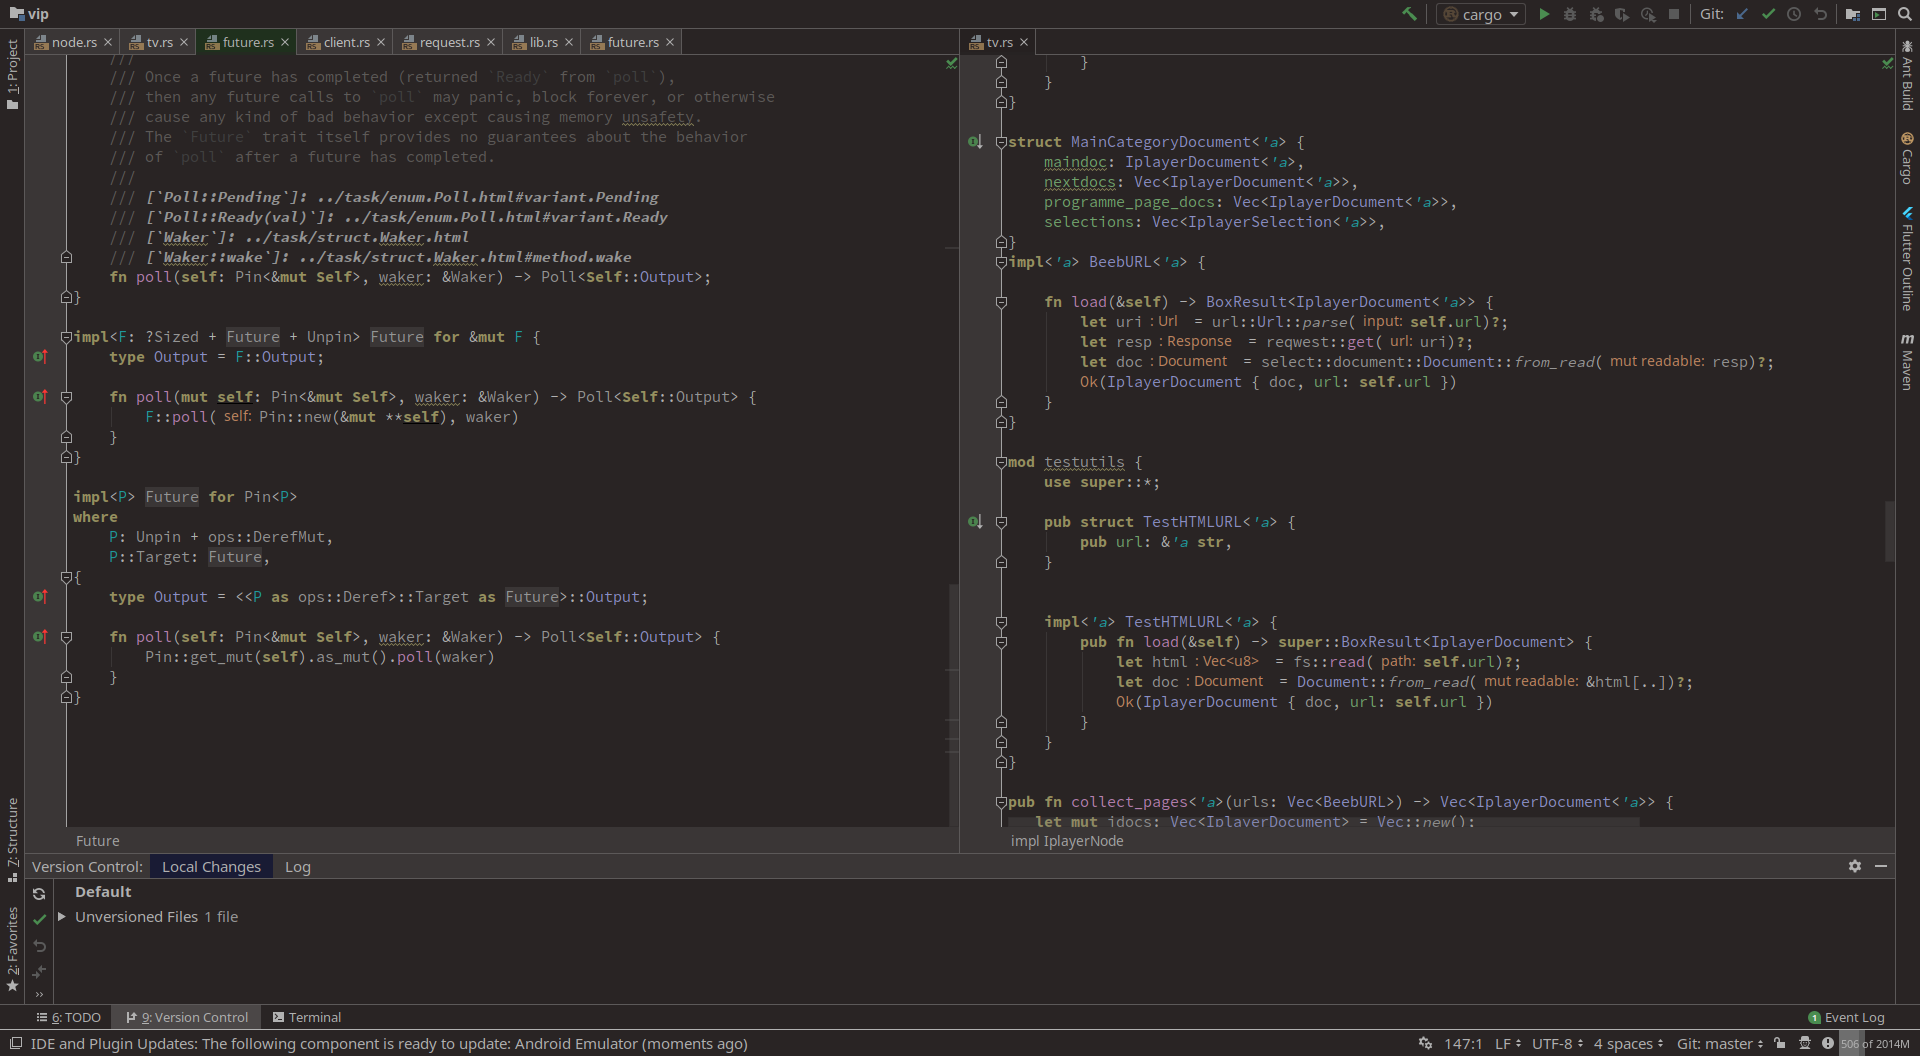 vip
cargo
Git:
node.rs
tv.rs
future.rs
client.rs
request.rs
lib.rs
future.rs
tv.rs
1: Project
7: Structure
2: Favorites
///
/// Once a future has completed (returned `Ready` from `poll`),
/// then any future calls to `poll` may panic, block forever, or otherwise
/// cause any kind of bad behavior except causing memory unsafety.
/// The `Future` trait itself provides no guarantees about the behavior
/// of `poll` after a future has completed.
///
/// [`Poll::Pending`]: ../task/enum.Poll.html#variant.Pending
/// [`Poll::Ready(val)`]: ../task/enum.Poll.html#variant.Ready
/// [`Waker`]: ../task/struct.Waker.html
/// [`Waker::wake`]: ../task/struct.Waker.html#method.wake
fn poll(self: Pin<&mut Self>, waker: &Waker) -> Poll<Self::Output>;
}
impl<F: ?Sized + Future + Unpin> Future for &mut F {
type Output = F::Output;
fn poll(mut self: Pin<&mut Self>, waker: &Waker) -> Poll<Self::Output> {
F::poll( self: Pin::new(&mut **self), waker)
}
}
impl<P> Future for Pin<P>
where
P: Unpin + ops::DerefMut,
P::Target: Future,
{
type Output = <<P as ops::Deref>::Target as Future>::Output;
fn poll(self: Pin<&mut Self>, waker: &Waker) -> Poll<Self::Output> {
Pin::get_mut(self).as_mut().poll(waker)
}
}
Future
}
}
}
struct MainCategoryDocument<'a> {
maindoc: IplayerDocument<'a>,
nextdocs: Vec<IplayerDocument<'a>>,
programme_page_docs: Vec<IplayerDocument<'a>>,
selections: Vec<IplayerSelection<'a>>,
}
impl<'a> BeebURL<'a> {
fn load(&self) -> BoxResult<IplayerDocument<'a>> {
let uri : Url = url::Url::parse( input: self.url)?;
let resp : Response = reqwest::get( url: uri)?;
let doc : Document = select::document::Document::from_read( mut readable: resp)?;
Ok(IplayerDocument { doc, url: self.url })
}
}
mod testutils {
use super::*;
pub struct TestHTMLURL<'a> {
pub url: &'a str,
}
impl<'a> TestHTMLURL<'a> {
pub fn load(&self) -> super::BoxResult<IplayerDocument> {
let html : Vec<u8> = fs::read( path: self.url)?;
let doc : Document = Document::from_read( mut readable: &html[..])?;
Ok(IplayerDocument { doc, url: self.url })
}
}
}
pub fn collect_pages<'a>(urls: Vec<BeebURL>) -> Vec<IplayerDocument<'a>> {
let mut idocs: Vec<IplayerDocument> = Vec::new();
impl IplayerNode
Ant Build
Cargo
Flutter Outline
m Maven
Version Control:
Local Changes
Log
Default
Unversioned Files 1 file
6: TODO
9: Version Control
Terminal
1 Event Log
IDE and Plugin Updates: The following component is ready to update: Android Emulator (moments ago)
147:1
LF
UTF-8
4 spaces
Git: master
506 of 2014M